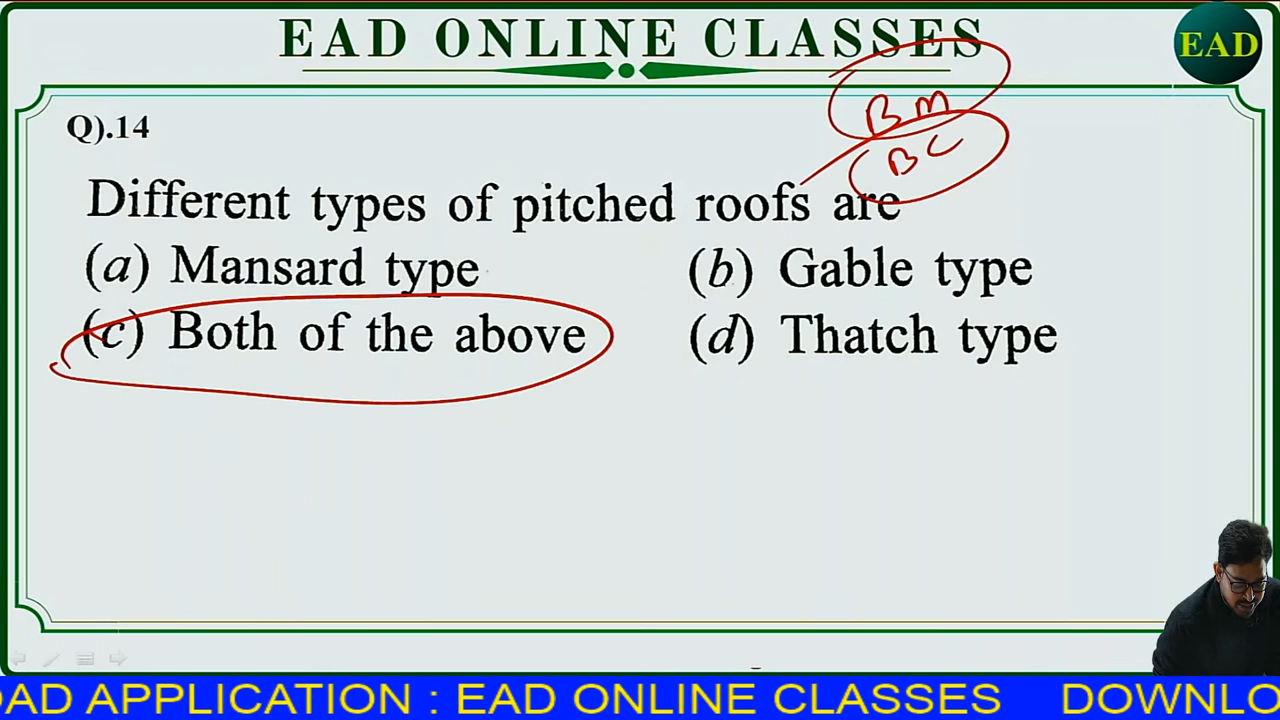 EAD ONLINE CLASSES
EAD
Q).14
BM
BC
Different types of pitched roofs are
(a) Mansard type (b) Gable type
(c) Both of the above (d) Thatch type
OAD APPLICATION : EAD ONLINE CLASSES DOWNLO